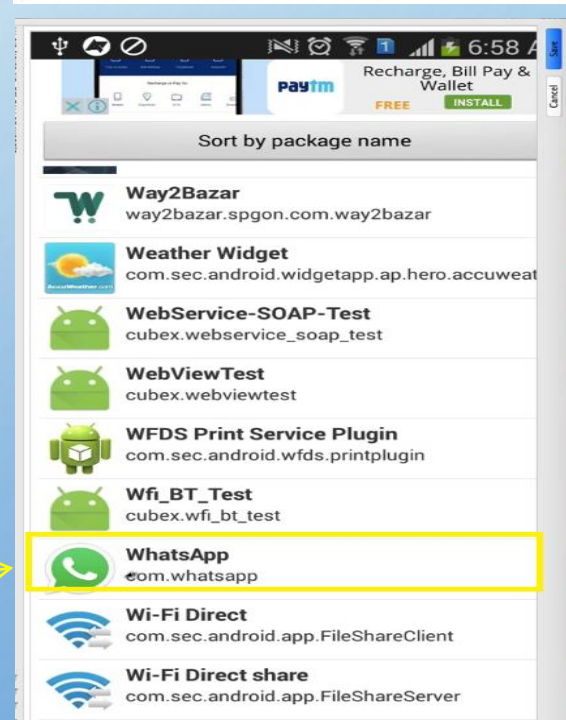 6:58 A
Save
Cancel
Recharge, Bill Pay &
Wallet
Paytm
FREE INSTALL
Sort by package name
Way2Bazar
way2bazar.spgon.com.way2bazar
Weather Widget
com.sec.android.widgetapp.ap.hero.accuweat
AccuWeather.com
WebService-SOAP-Test
cubex.webservice_soap_test
WebViewTest
cubex.webviewtest
WFDS Print Service Plugin
com.sec.android.wfds.printplugin
Wfi_BT_Test
cubex.wfi_bt_test
WhatsApp
com.whatsapp
Wi-Fi Direct
com.sec.android.app.FileShareClient
Wi-Fi Direct share
com.sec.android.app.FileShareServer